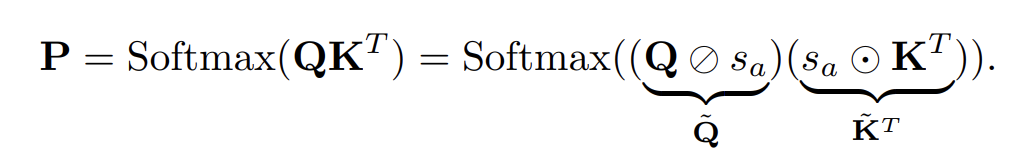 P = Softmax(QK^T) = Softmax((Q ⊘ s_a)(s_a ⊙ K^T)).
Q̃ K̃^T